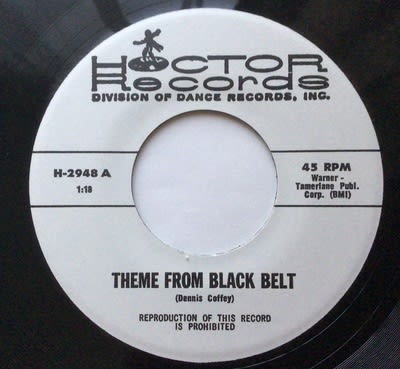 HOCTOR
Records
DIVISION OF DANCE RECORDS, INC.
H-2948 A
1:18
45 RPM
Warner -
Tamerlane Publ.
Corp. (BMI)
THEME FROM BLACK BELT
(Dennis Coffey)
REPRODUCTION OF THIS RECORD
IS PROHIBITED